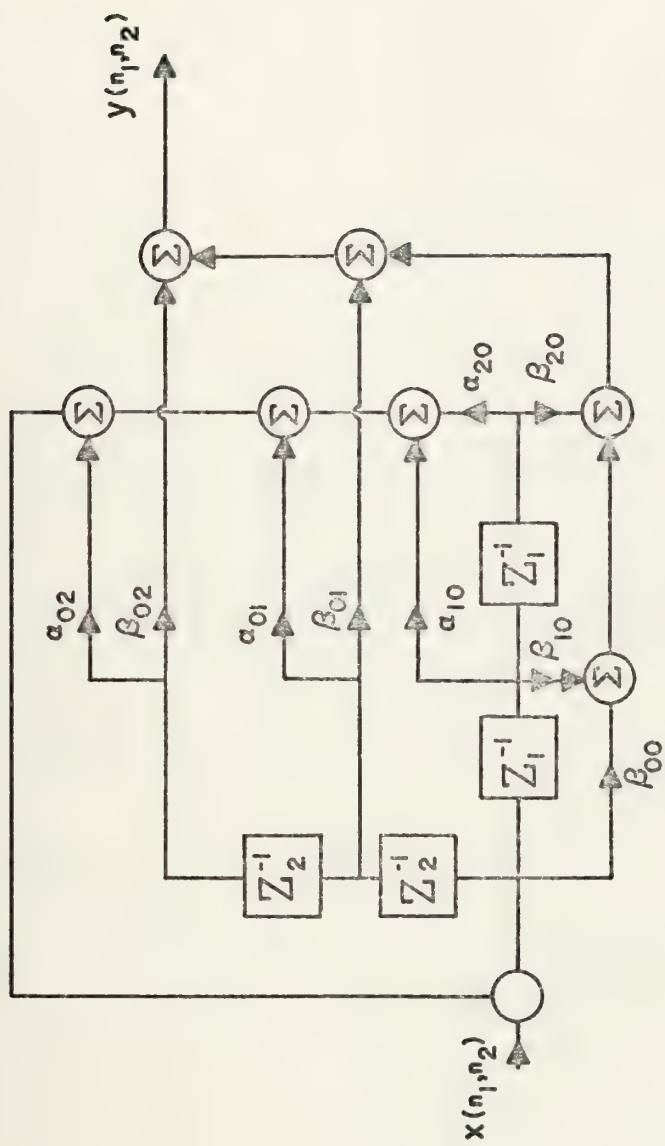 y(n₁,n₂)
Σ
Σ
α₀₂
β₀₂
Σ
α₀₁
β₀₁
Σ
α₁₀
Σ
α₂₀
β₂₀
Z₂⁻¹
Z₂⁻¹
Z₁⁻¹
Z₁⁻¹
β₁₀
Σ
Σ
β₀₀
x(n₁,n₂)